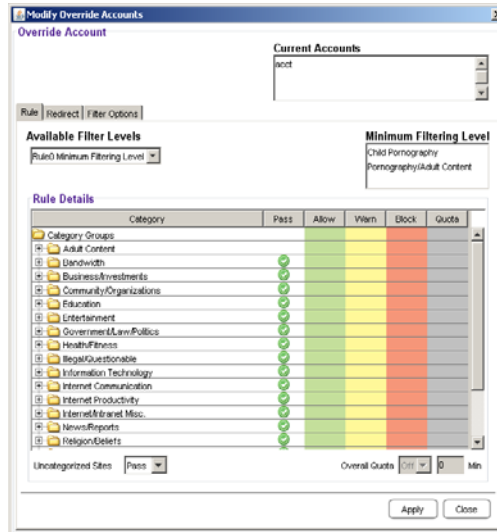 Modify Override Accounts
Override Account
Current Accounts
acct
Rule Redirect Filter Options
Available Filter Levels
Minimum Filtering Level
Rule0 Minimum Filtering Level
Child Pornography
Pornography/Adult Content
Rule Details
Category Pass Allow Warn Block Quota
Category Groups
Adult Content
Bandwidth
Business/Investments
Community/Organizations
Education
Entertainment
Government/Law/Politics
Health/Fitness
Illegal/Questionable
Information Technology
Internet Communication
Internet Productivity
Internet/Intranet Misc.
News/Reports
Religion/Beliefs
Uncategorized Sites Pass Overall Quota Off 0 Min
Apply Close